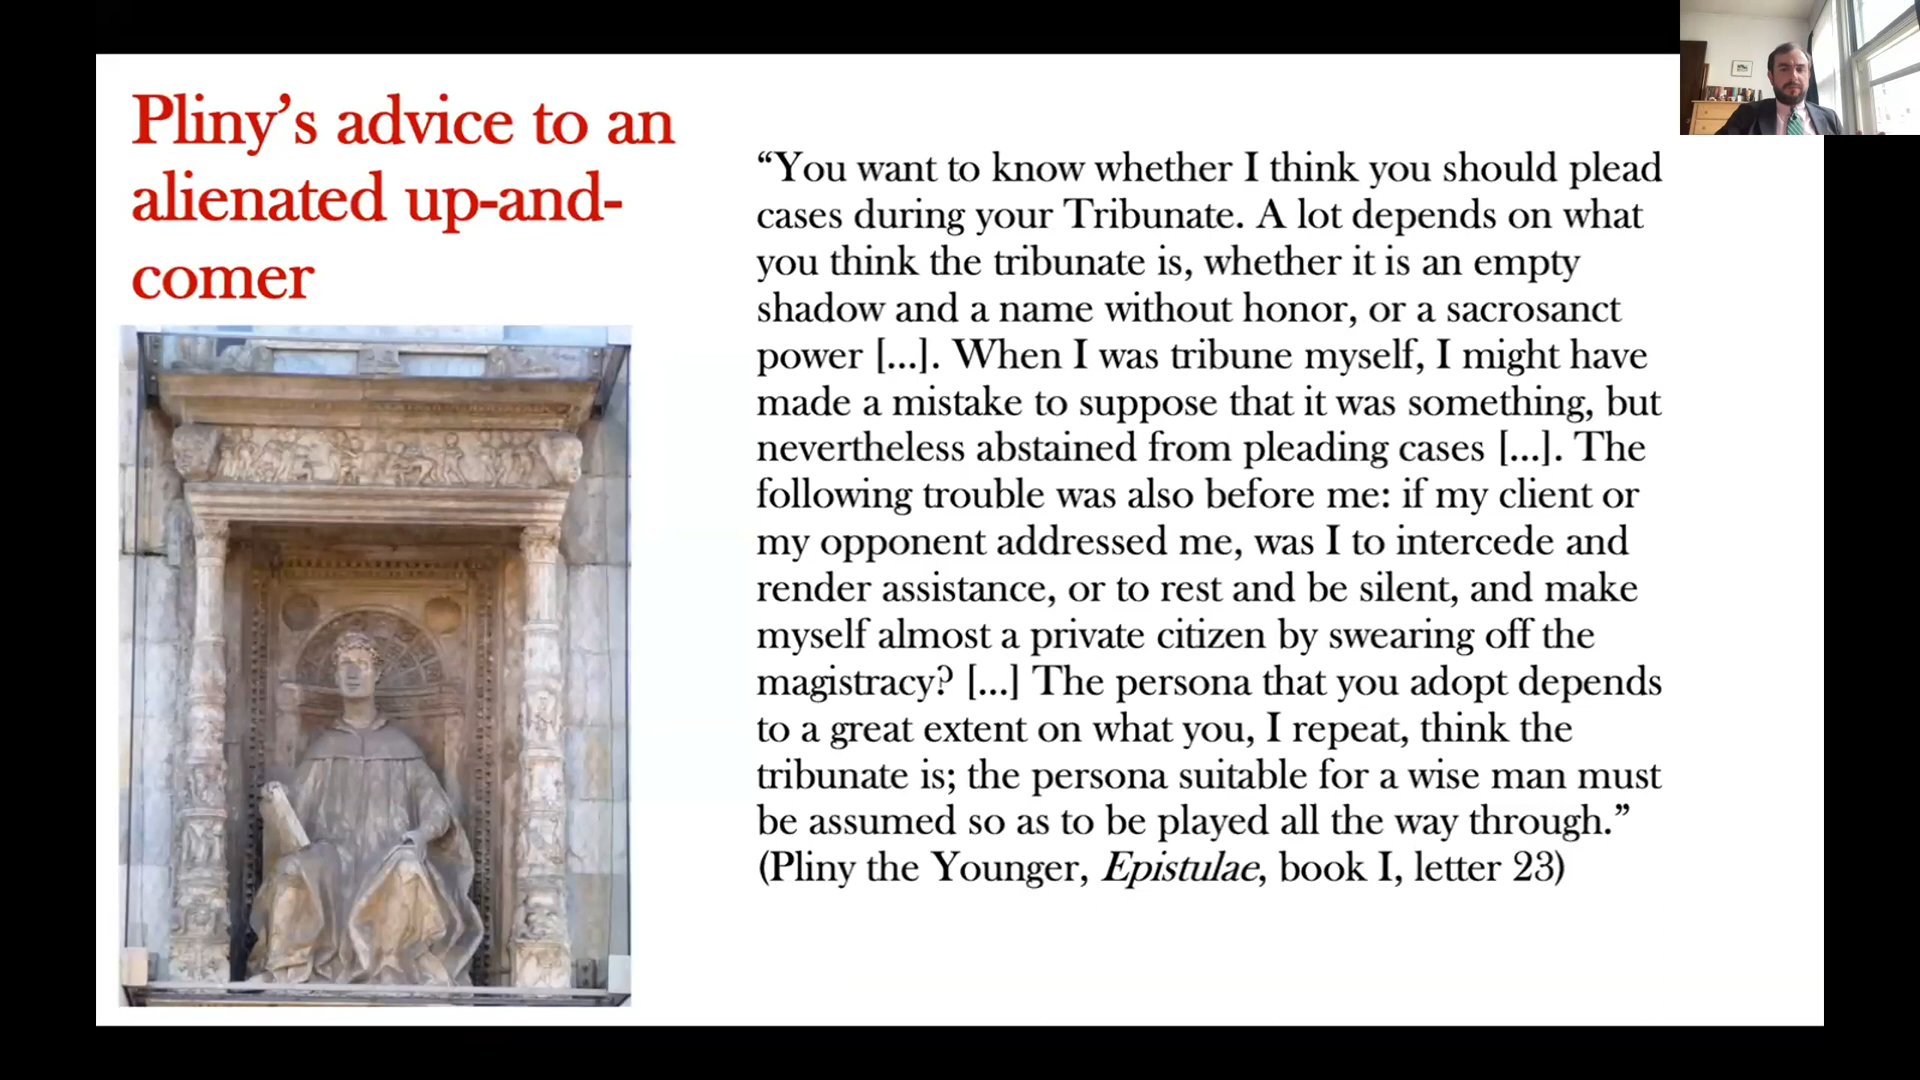 Pliny’s advice to an
alienated up-and-
comer
“You want to know whether I think you should plead
cases during your Tribunate. A lot depends on what
you think the tribunate is, whether it is an empty
shadow and a name without honor, or a sacrosanct
power [...]. When I was tribune myself, I might have
made a mistake to suppose that it was something, but
nevertheless abstained from pleading cases [...]. The
following trouble was also before me: if my client or
my opponent addressed me, was I to intercede and
render assistance, or to rest and be silent, and make
myself almost a private citizen by swearing off the
magistracy? [...] The persona that you adopt depends
to a great extent on what you, I repeat, think the
tribunate is; the persona suitable for a wise man must
be assumed so as to be played all the way through.”
(Pliny the Younger, Epistulae, book I, letter 23)